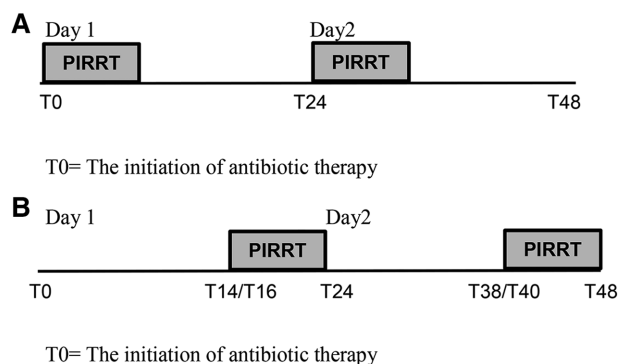 A
Day 1 Day2
PIRRT PIRRT
T0 T24 T48
T0= The initiation of antibiotic therapy
B
Day 1 Day2
PIRRT PIRRT
T0 T14/T16 T24 T38/T40 T48
T0= The initiation of antibiotic therapy